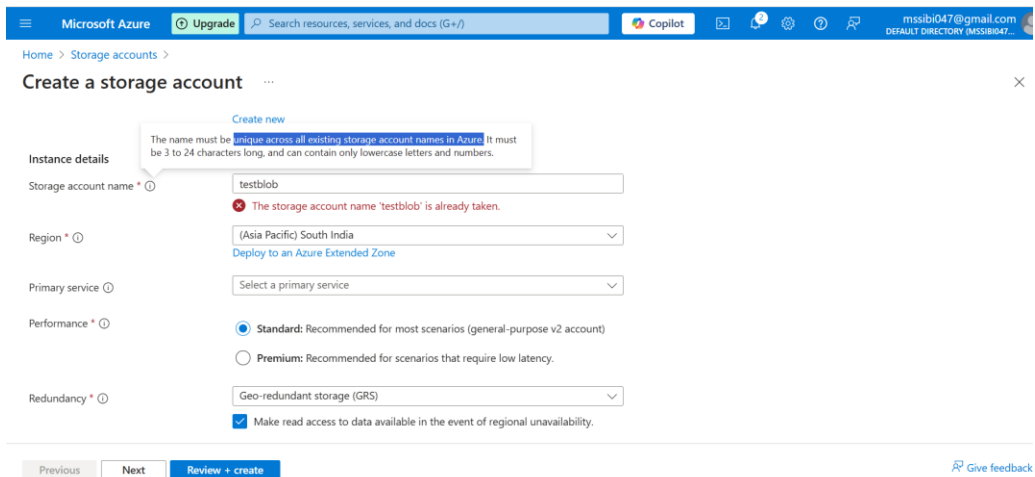 Microsoft Azure
Upgrade
Search resources, services, and docs (G+/)
Copilot
2
mssibi047@gmail.com
DEFAULT DIRECTORY (MSSIBI047...
Home > Storage accounts >
Create a storage account ...
Create new
The name must be unique across all existing storage account names in Azure. It must
be 3 to 24 characters long, and can contain only lowercase letters and numbers.
Instance details
Storage account name *
testblob
The storage account name 'testblob' is already taken.
Region *
(Asia Pacific) South India
Deploy to an Azure Extended Zone
Primary service
Select a primary service
Performance *
Standard: Recommended for most scenarios (general-purpose v2 account)
Premium: Recommended for scenarios that require low latency.
Redundancy *
Geo-redundant storage (GRS)
Make read access to data available in the event of regional unavailability.
Previous
Next
Review + create
Give feedback